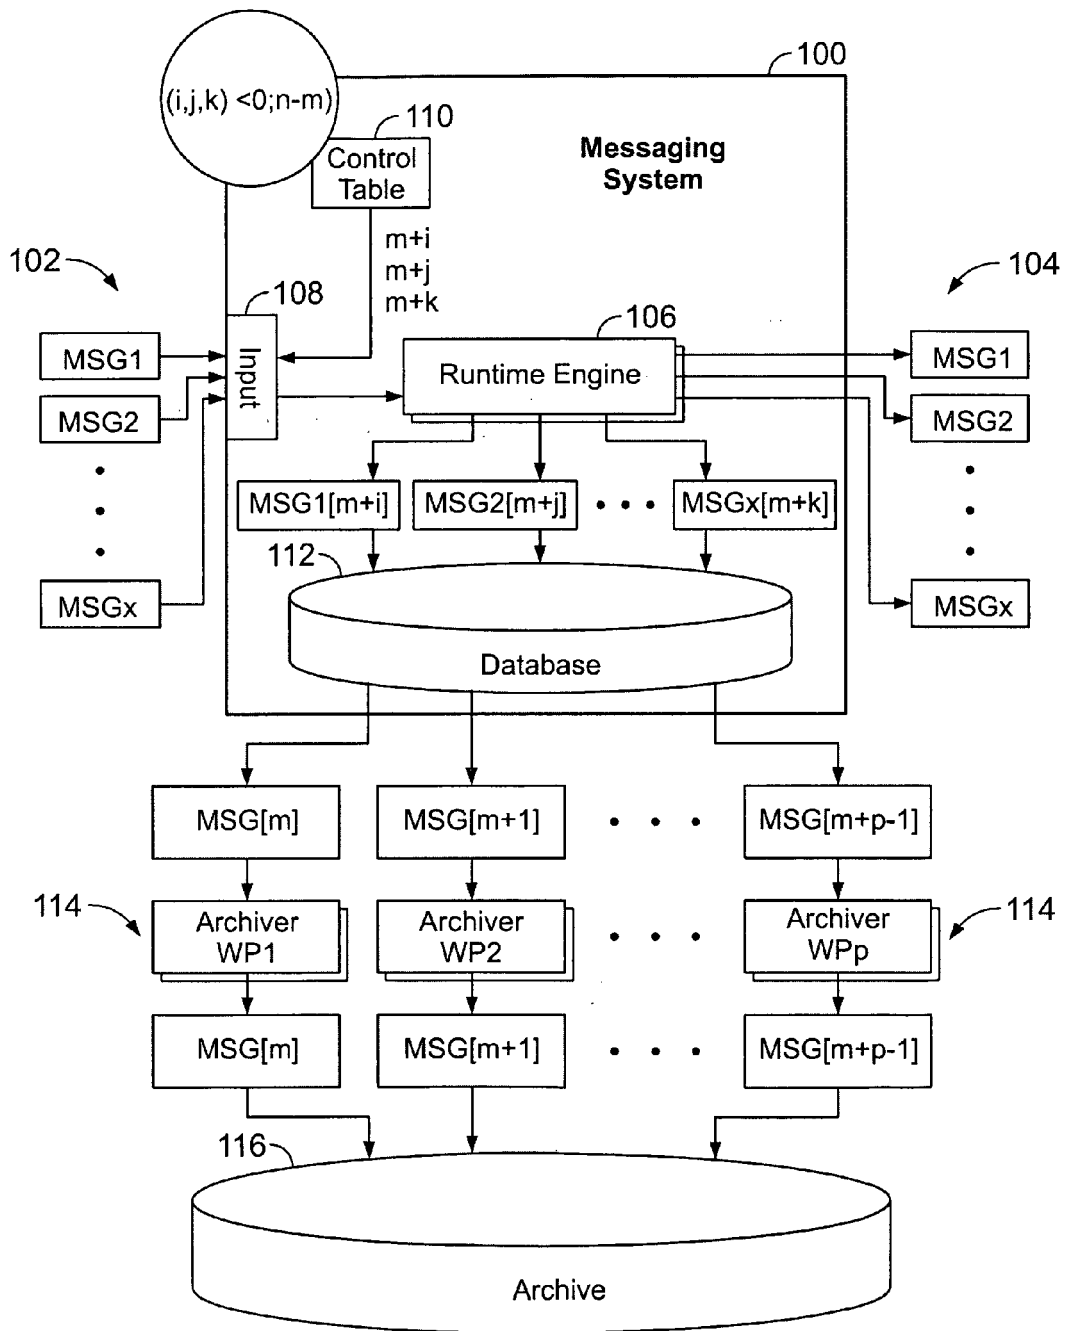 100
(i,j,k) <0;n-m)
110
Control
Table
Messaging
System
m+i
m+j
m+k
102
104
108
106
MSG1
Input
Runtime Engine
MSG1
MSG2
MSG2
MSG1[m+i]
MSG2[m+j]
MSGx[m+k]
112
MSGx
MSGx
Database
MSG[m]
MSG[m+1]
MSG[m+p-1]
114
Archiver
WP1
Archiver
WP2
Archiver
WPp
114
MSG[m]
MSG[m+1]
MSG[m+p-1]
116
Archive